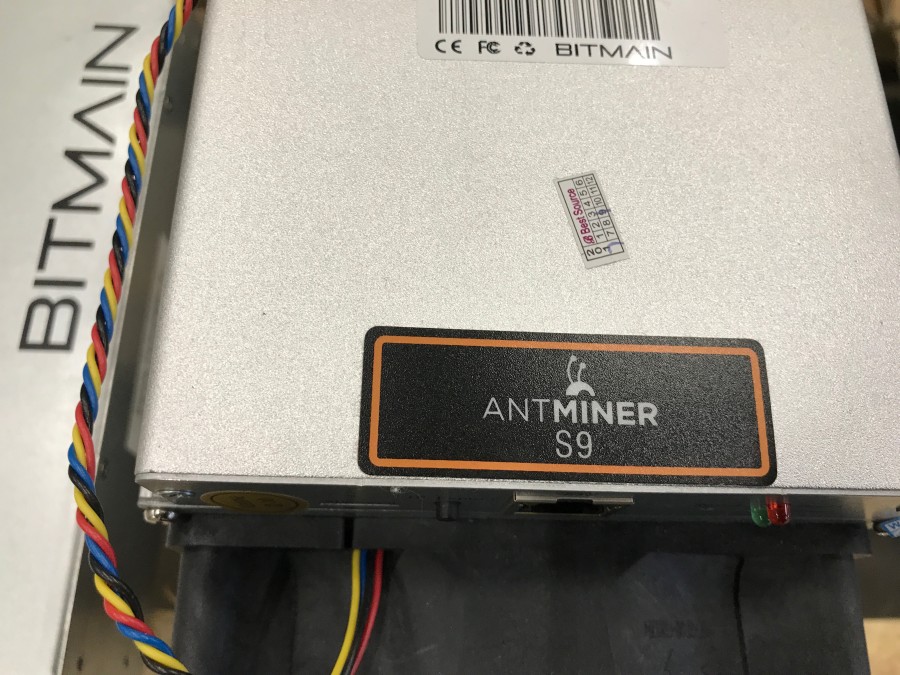 CE FC BITMAIN
BITMAIN
Best Source
1 2 3 4 5 6
7 8 9 10 11 12
ANTMINER
S9